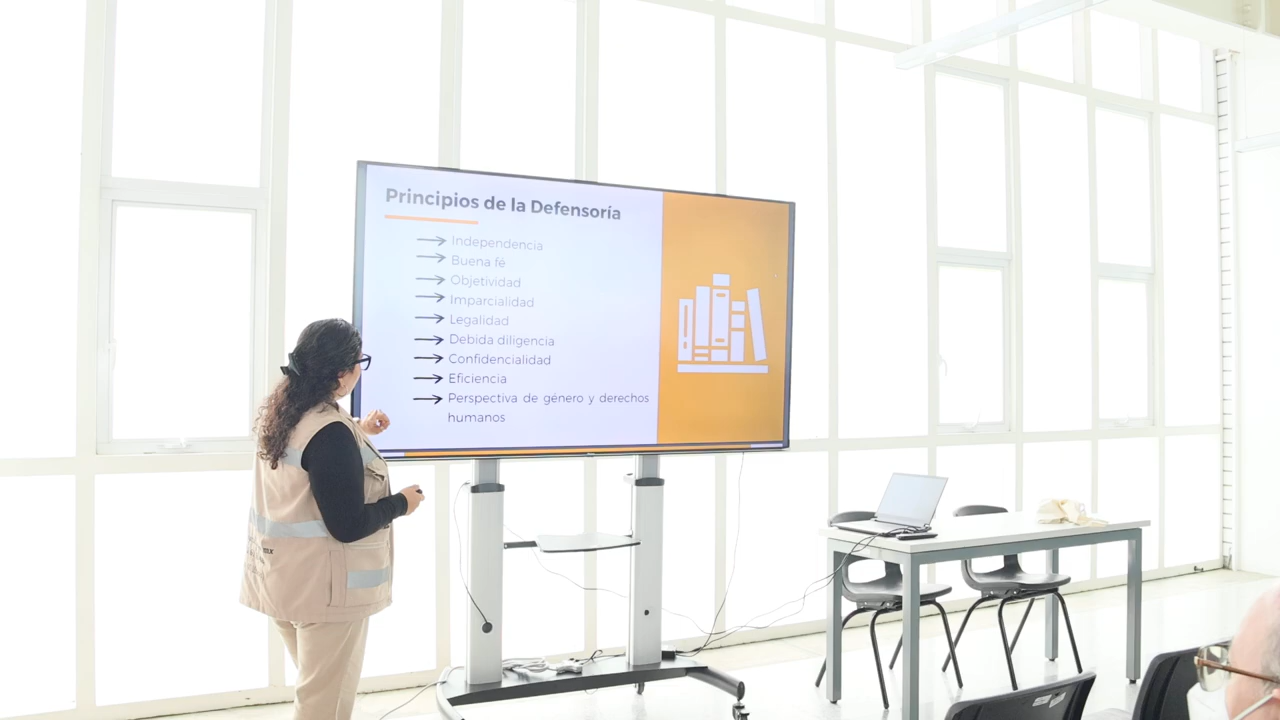 Principios de la Defensoría
Independencia
Buena fé
Objetividad
Imparcialidad
Legalidad
Debida diligencia
Confidencialidad
Eficiencia
Perspectiva de género y derechos
humanos